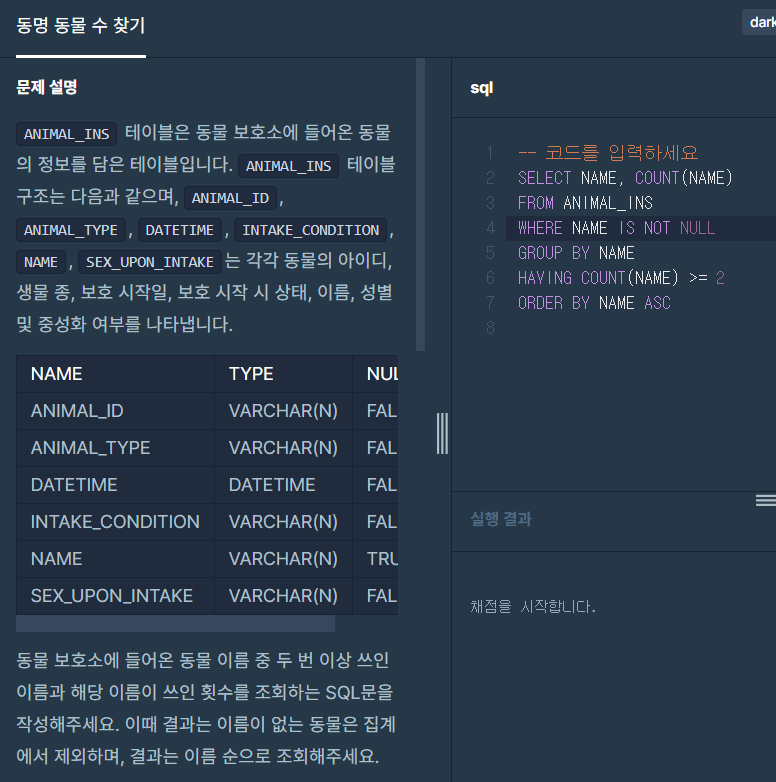 동명 동물 수 찾기
dark
문제 설명
ANIMAL_INS 테이블은 동물 보호소에 들어온 동물
의 정보를 담은 테이블입니다. ANIMAL_INS 테이블
구조는 다음과 같으며, ANIMAL_ID ,
ANIMAL_TYPE , DATETIME , INTAKE_CONDITION ,
NAME , SEX_UPON_INTAKE 는 각각 동물의 아이디,
생물 종, 보호 시작일, 보호 시작 시 상태, 이름, 성별
및 중성화 여부를 나타냅니다.
NAME TYPE NUL
ANIMAL_ID VARCHAR(N) FAL
ANIMAL_TYPE VARCHAR(N) FAL
DATETIME DATETIME FAL
INTAKE_CONDITION VARCHAR(N) FAL
NAME VARCHAR(N) TRU
SEX_UPON_INTAKE VARCHAR(N) FAL
동물 보호소에 들어온 동물 이름 중 두 번 이상 쓰인
이름과 해당 이름이 쓰인 횟수를 조회하는 SQL문을
작성해주세요. 이때 결과는 이름이 없는 동물은 집계
에서 제외하며, 결과는 이름 순으로 조회해주세요.
sql
1 -- 코드를 입력하세요
2 SELECT NAME, COUNT(NAME)
3 FROM ANIMAL_INS
4 WHERE NAME IS NOT NULL
5 GROUP BY NAME
6 HAVING COUNT(NAME) >= 2
7 ORDER BY NAME ASC
8
실행 결과
채점을 시작합니다.